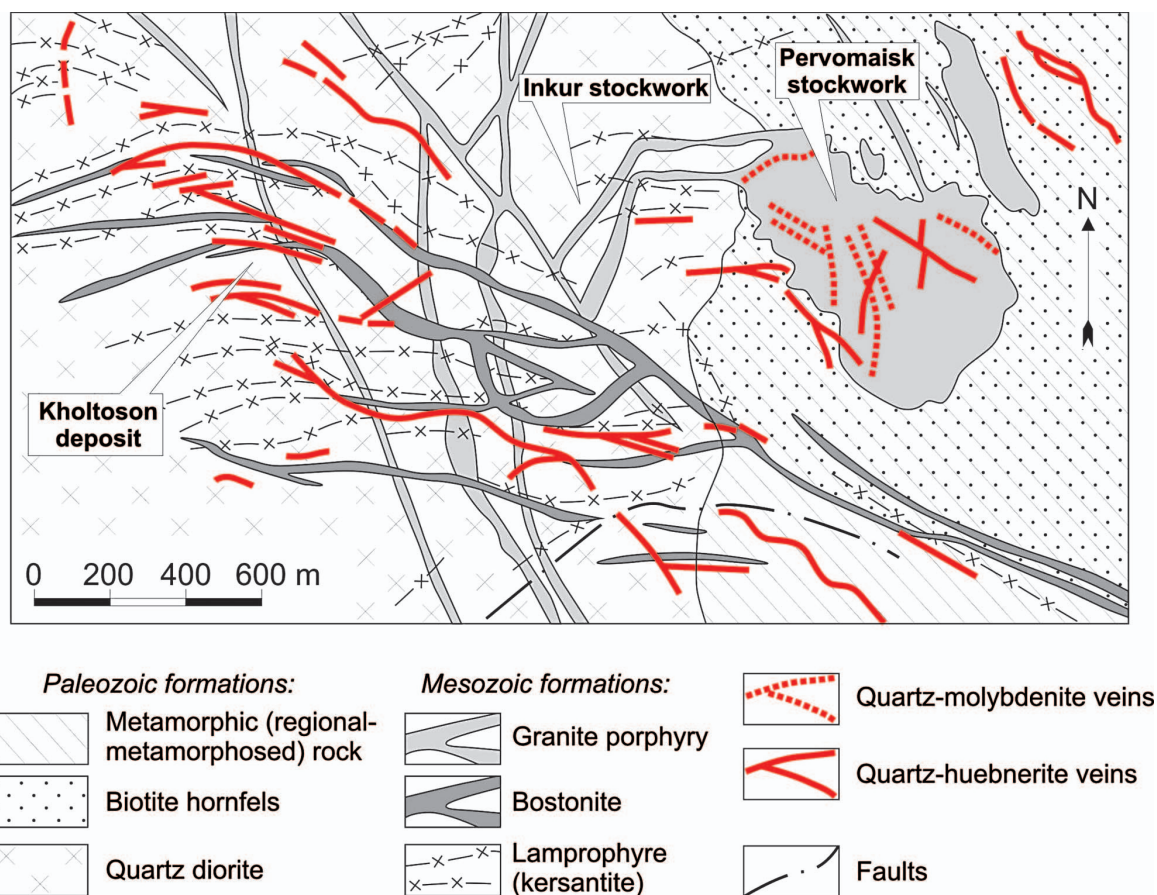 Inkur stockwork
Pervomaisk
stockwork
N
Kholtoson
deposit
0 200 400 600 m
Paleozoic formations:
Metamorphic (regional-
metamorphosed) rock
Biotite hornfels
Quartz diorite
Mesozoic formations:
Granite porphyry
Bostonite
Lamprophyre
(kersantite)
Quartz-molybdenite veins
Quartz-huebnerite veins
Faults